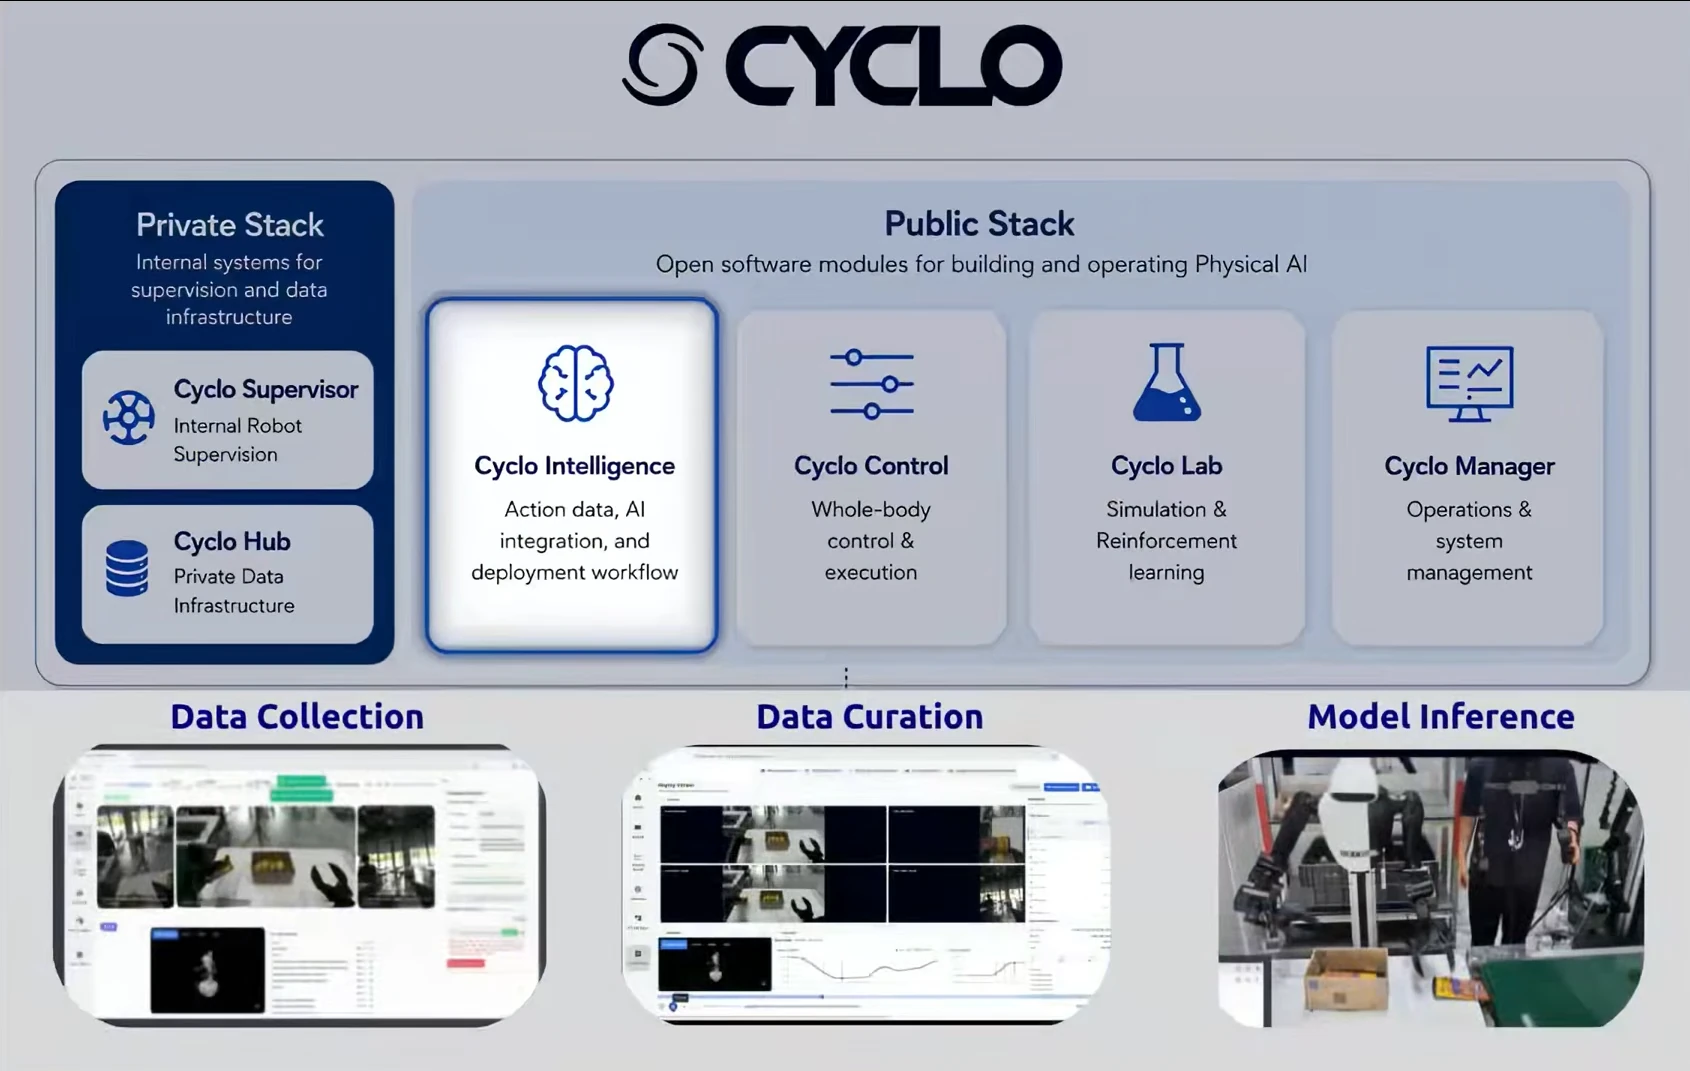 CYCLO
Private Stack
Internal systems for
supervision and data
infrastructure
Cyclo Supervisor
Internal Robot
Supervision
Cyclo Hub
Private Data
Infrastructure
Public Stack
Open software modules for building and operating Physical AI
Cyclo Intelligence
Action data, AI
integration, and
deployment workflow
Cyclo Control
Whole-body
control &
execution
Cyclo Lab
Simulation &
Reinforcement
learning
Cyclo Manager
Operations &
system
management
Data Collection
Data Curation
Model Inference